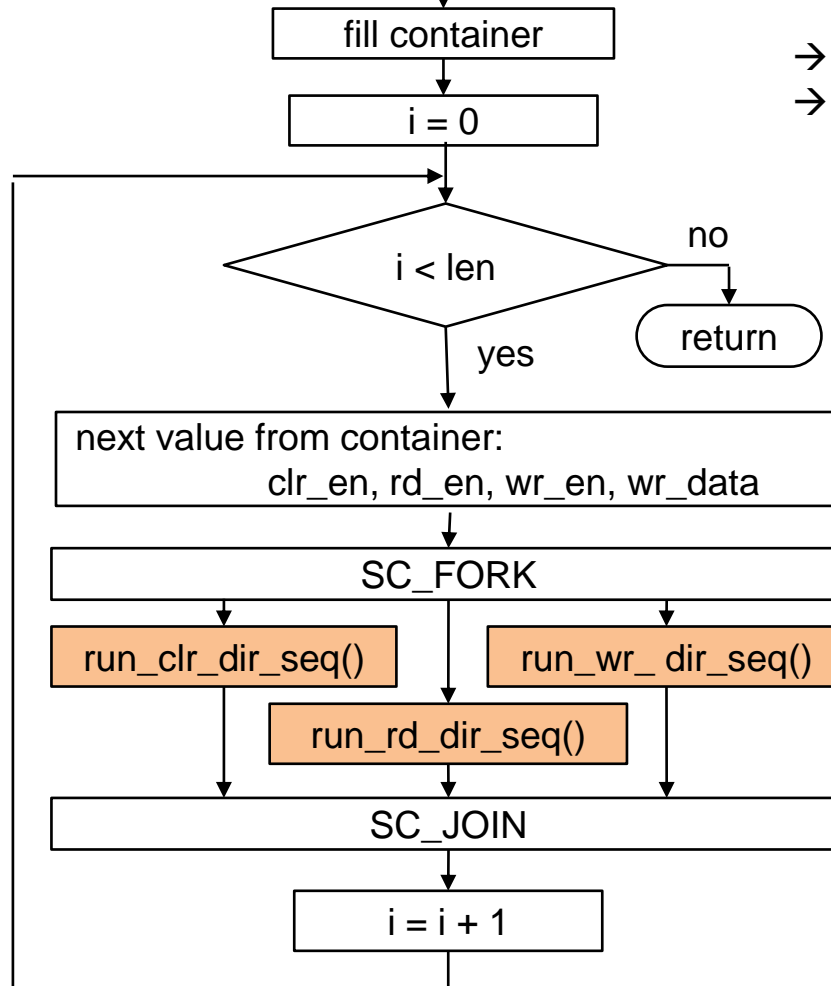 fill container
→
→
i = 0
i < len
no
return
yes
next value from container:
clr_en, rd_en, wr_en, wr_data
SC_FORK
run_clr_dir_seq()
run_wr_ dir_seq()
run_rd_dir_seq()
SC_JOIN
i = i + 1